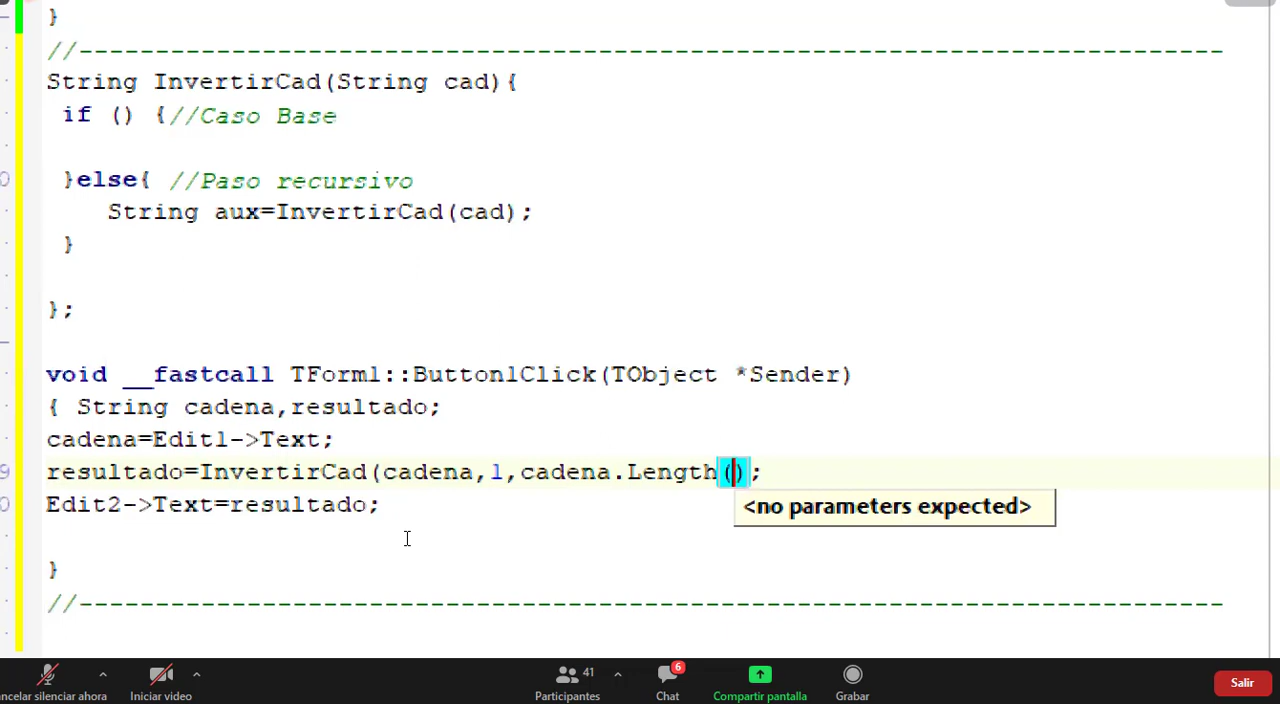 }
//---------------------------------------------------------------------------
String InvertirCad(String cad){
if () {//Caso Base
}else{ //Paso recursivo
String aux=InvertirCad(cad);
}
};
void __fastcall TForm1::Button1Click(TObject *Sender)
{ String cadena,resultado;
cadena=Edit1->Text;
resultado=InvertirCad(cadena,1,cadena.Length();
<no parameters expected>
Edit2->Text=resultado;
}
//---------------------------------------------------------------------------
41
6
ancelar silenciar ahora
Iniciar video
Participantes
Chat
Compartir pantalla
Grabar
Salir